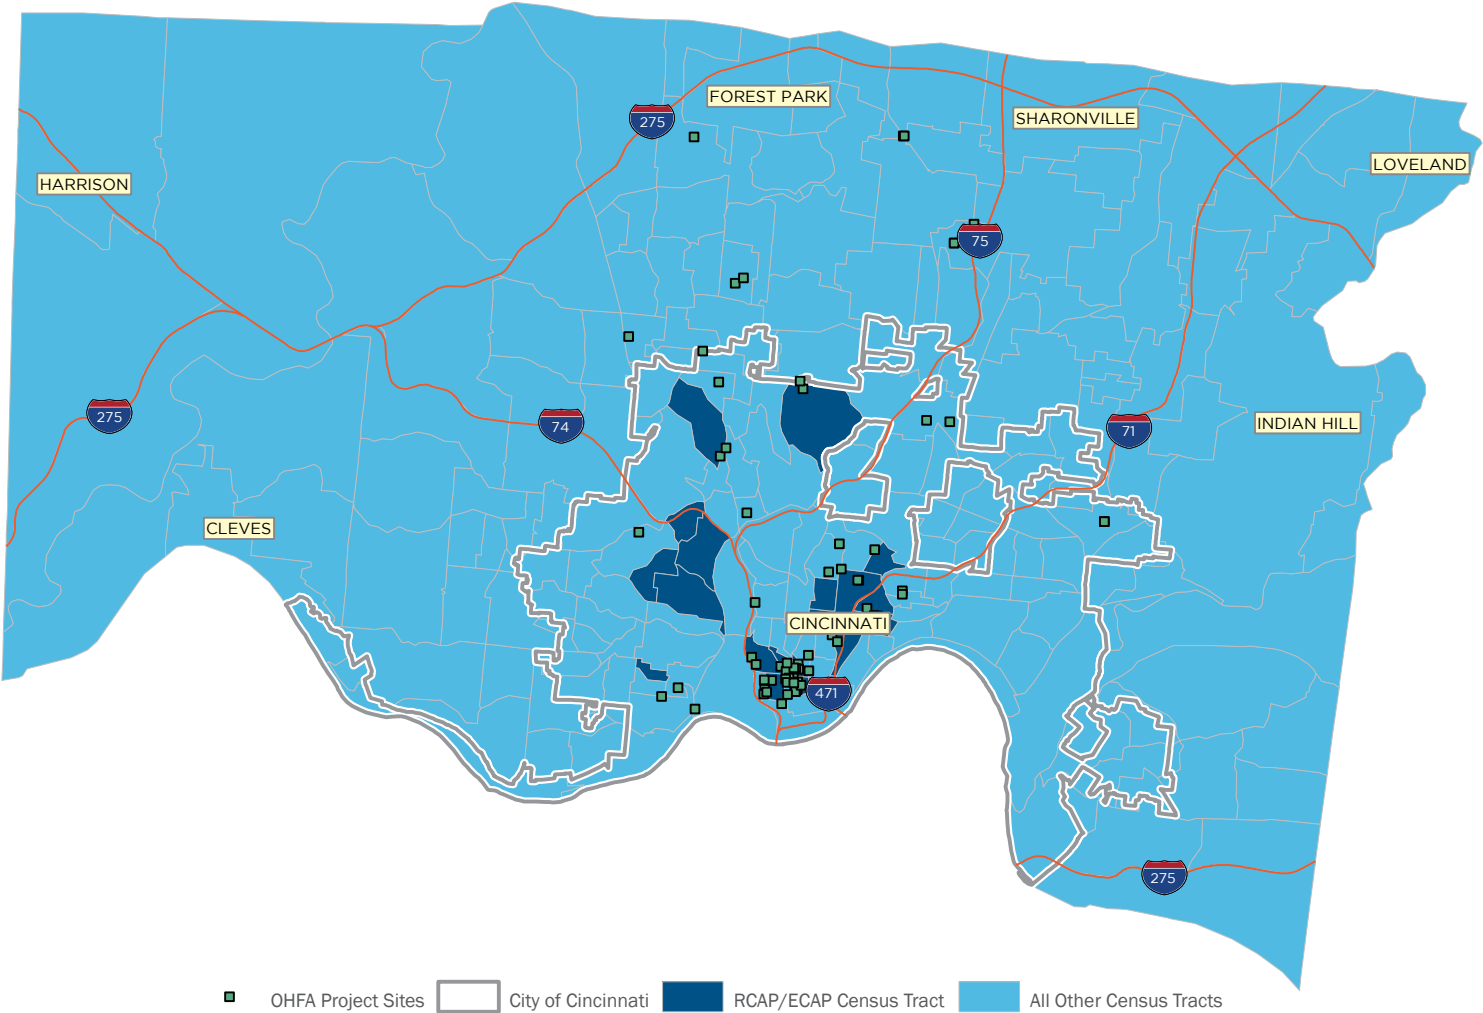 FOREST PARK
275
SHARONVILLE
LOVELAND
HARRISON
75
275
74
71
INDIAN HILL
CLEVES
CINCINNATI
471
275
OHFA Project Sites
City of Cincinnati
RCAP/ECAP Census Tract
All Other Census Tracts